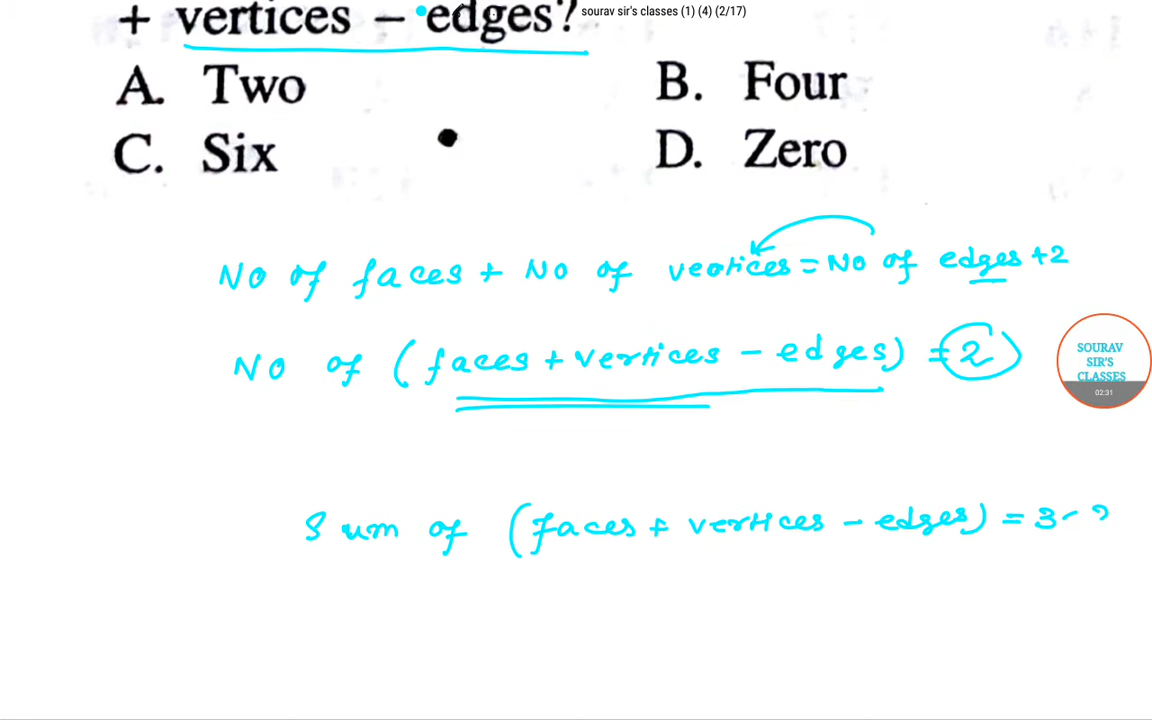 + vertices – edges?
sourav sir's classes (1) (4) (2/17)
A. Two
B. Four
C. Six
D. Zero
No of faces + No of vertices = No of edges +2
No of (faces + vertices – edges) = 2
SOURAV
SIR'S
CLASSES
02:31
Sum of (faces + vertices – edges) = 3-